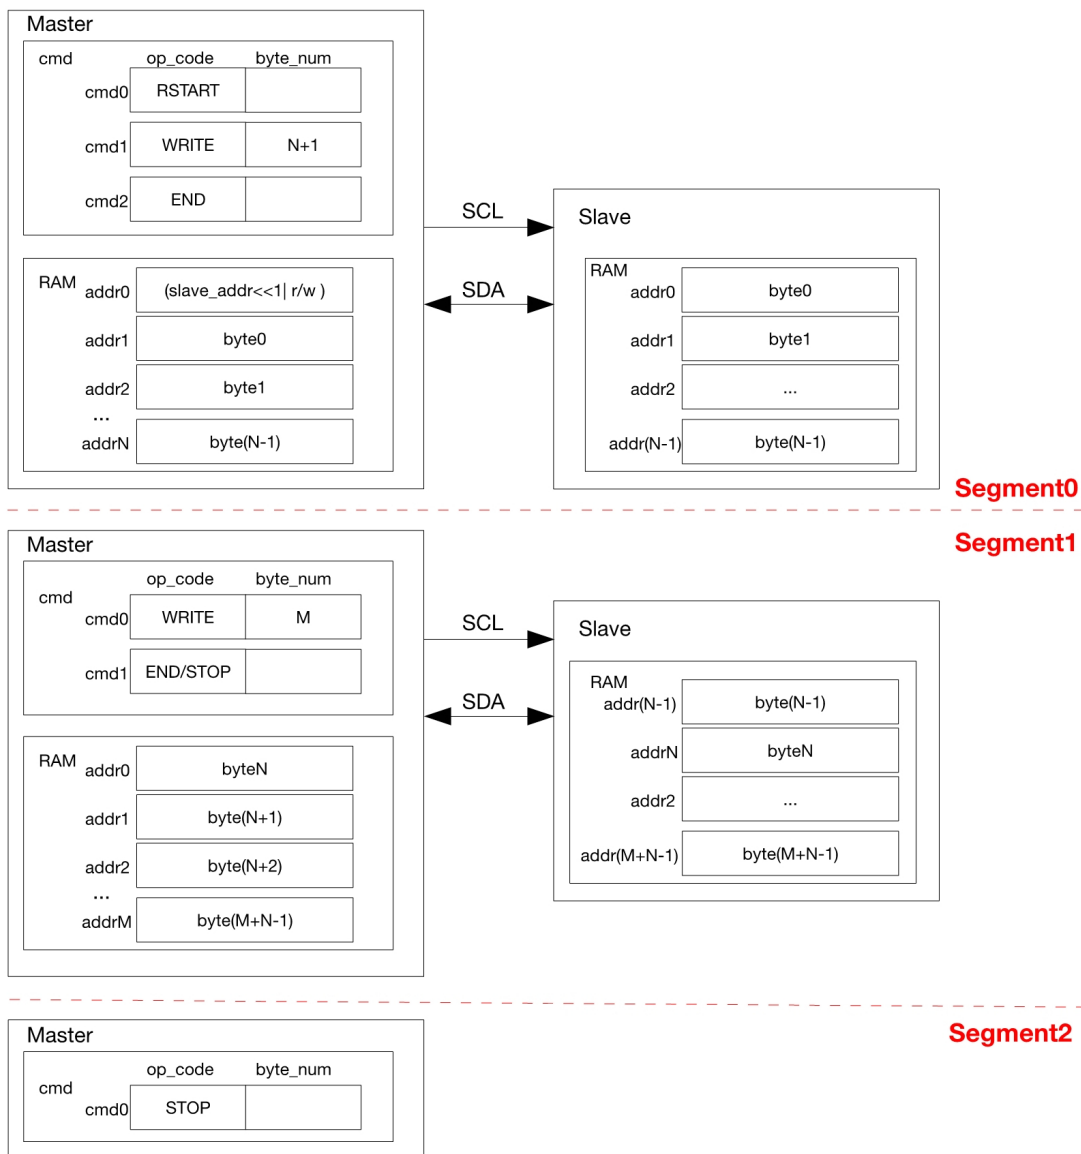 Master
cmd op_code byte_num
cmd0 RSTART
cmd1 WRITE N+1
cmd2 END
SCL
Slave
RAM
addr0 (slave_addr<<1| r/w )
SDA
RAM
addr0 byte0
addr1 byte0
addr1 byte1
addr2 byte1
addr2 ...
...
addrN byte(N-1)
addr(N-1) byte(N-1)
Segment0
Segment1
Master
op_code byte_num
cmd
cmd0 WRITE M
SCL
Slave
cmd1 END/STOP
SDA
RAM
addr(N-1) byte(N-1)
RAM
addr0 byteN
addrN byteN
addr1 byte(N+1)
addr2 ...
addr2 byte(N+2)
addr(M+N-1) byte(M+N-1)
...
addrM byte(M+N-1)
Segment2
Master
op_code byte_num
cmd
cmd0 STOP